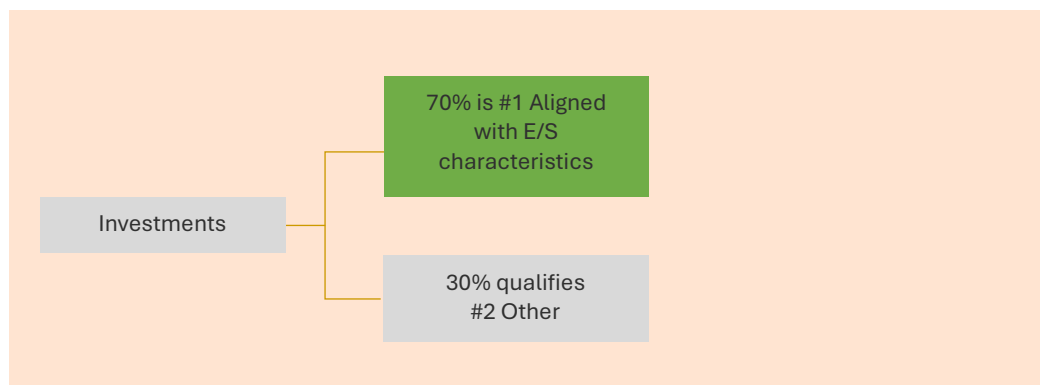 70% is #1 Aligned
with E/S
characteristics
Investments
30% qualifies
#2 Other